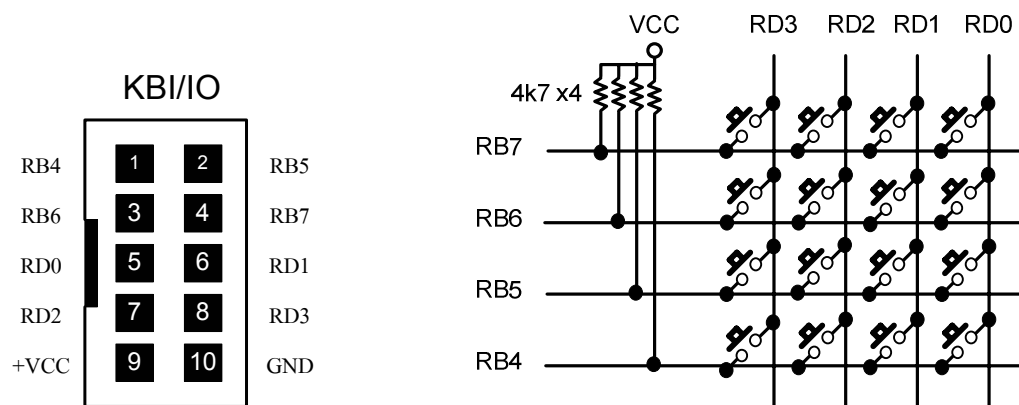 KBI/IO
RB4 1 2 RB5
RB6 3 4 RB7
RD0 5 6 RD1
RD2 7 8 RD3
+VCC 9 10 GND
VCC RD3 RD2 RD1 RD0
4k7 x4
RB7
RB6
RB5
RB4